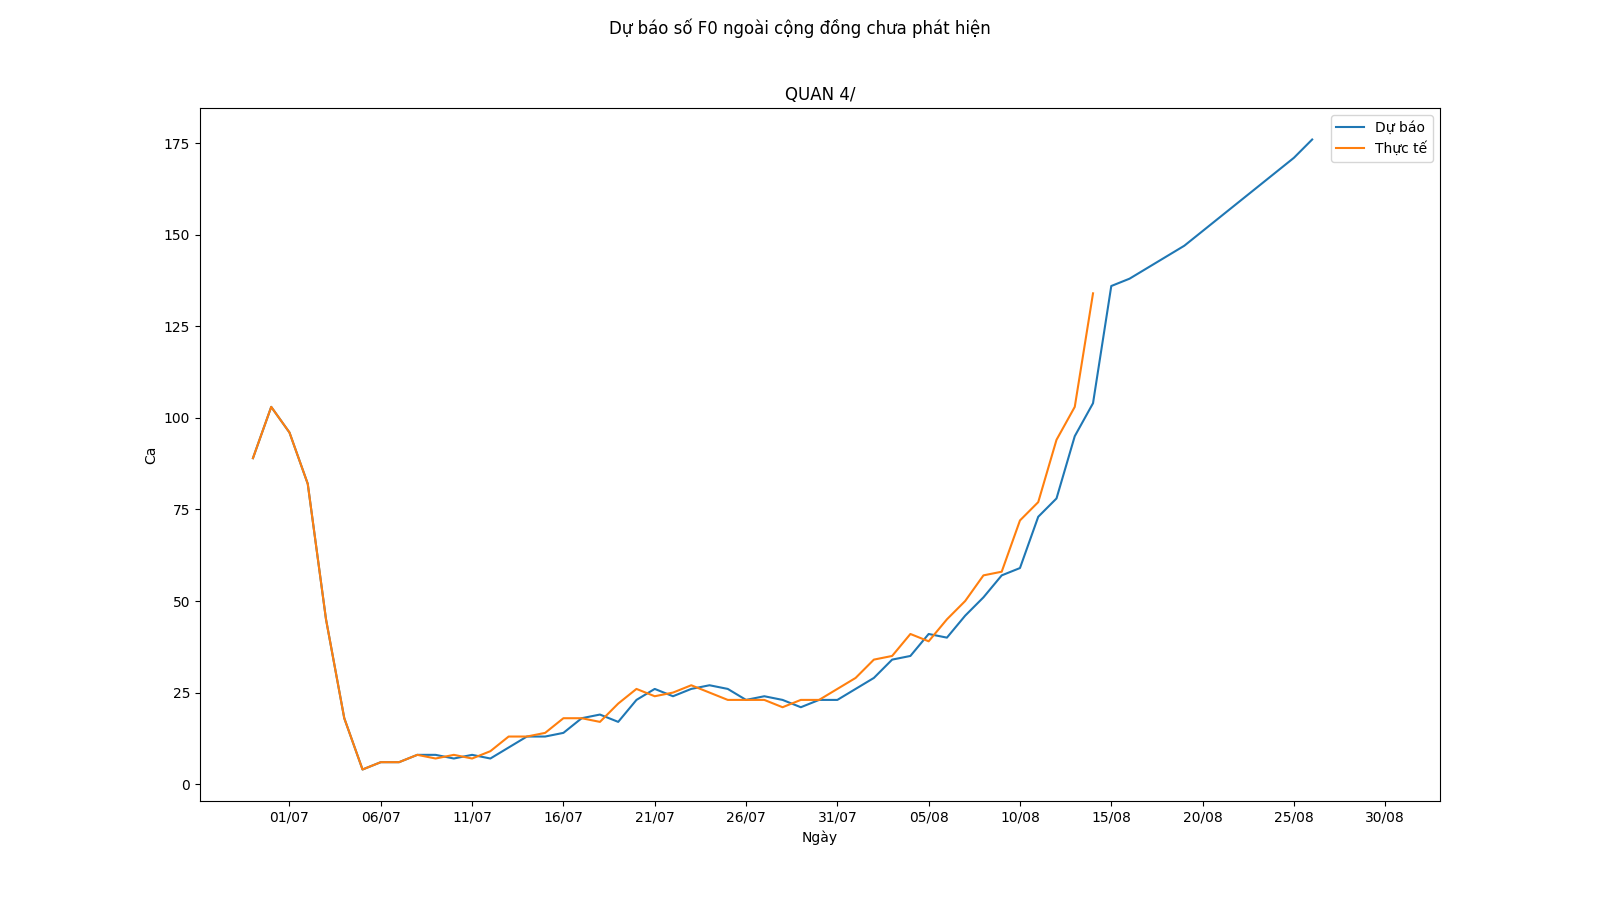 Dự báo số F0 ngoài cộng đồng chưa phát hiện
QUAN 4/
Dự báo
Thực tế
175
150
125
100
75
50
25
0
Ca
01/07 06/07 11/07 16/07 21/07 26/07 31/07 05/08 10/08 15/08 20/08 25/08 30/08
Ngày